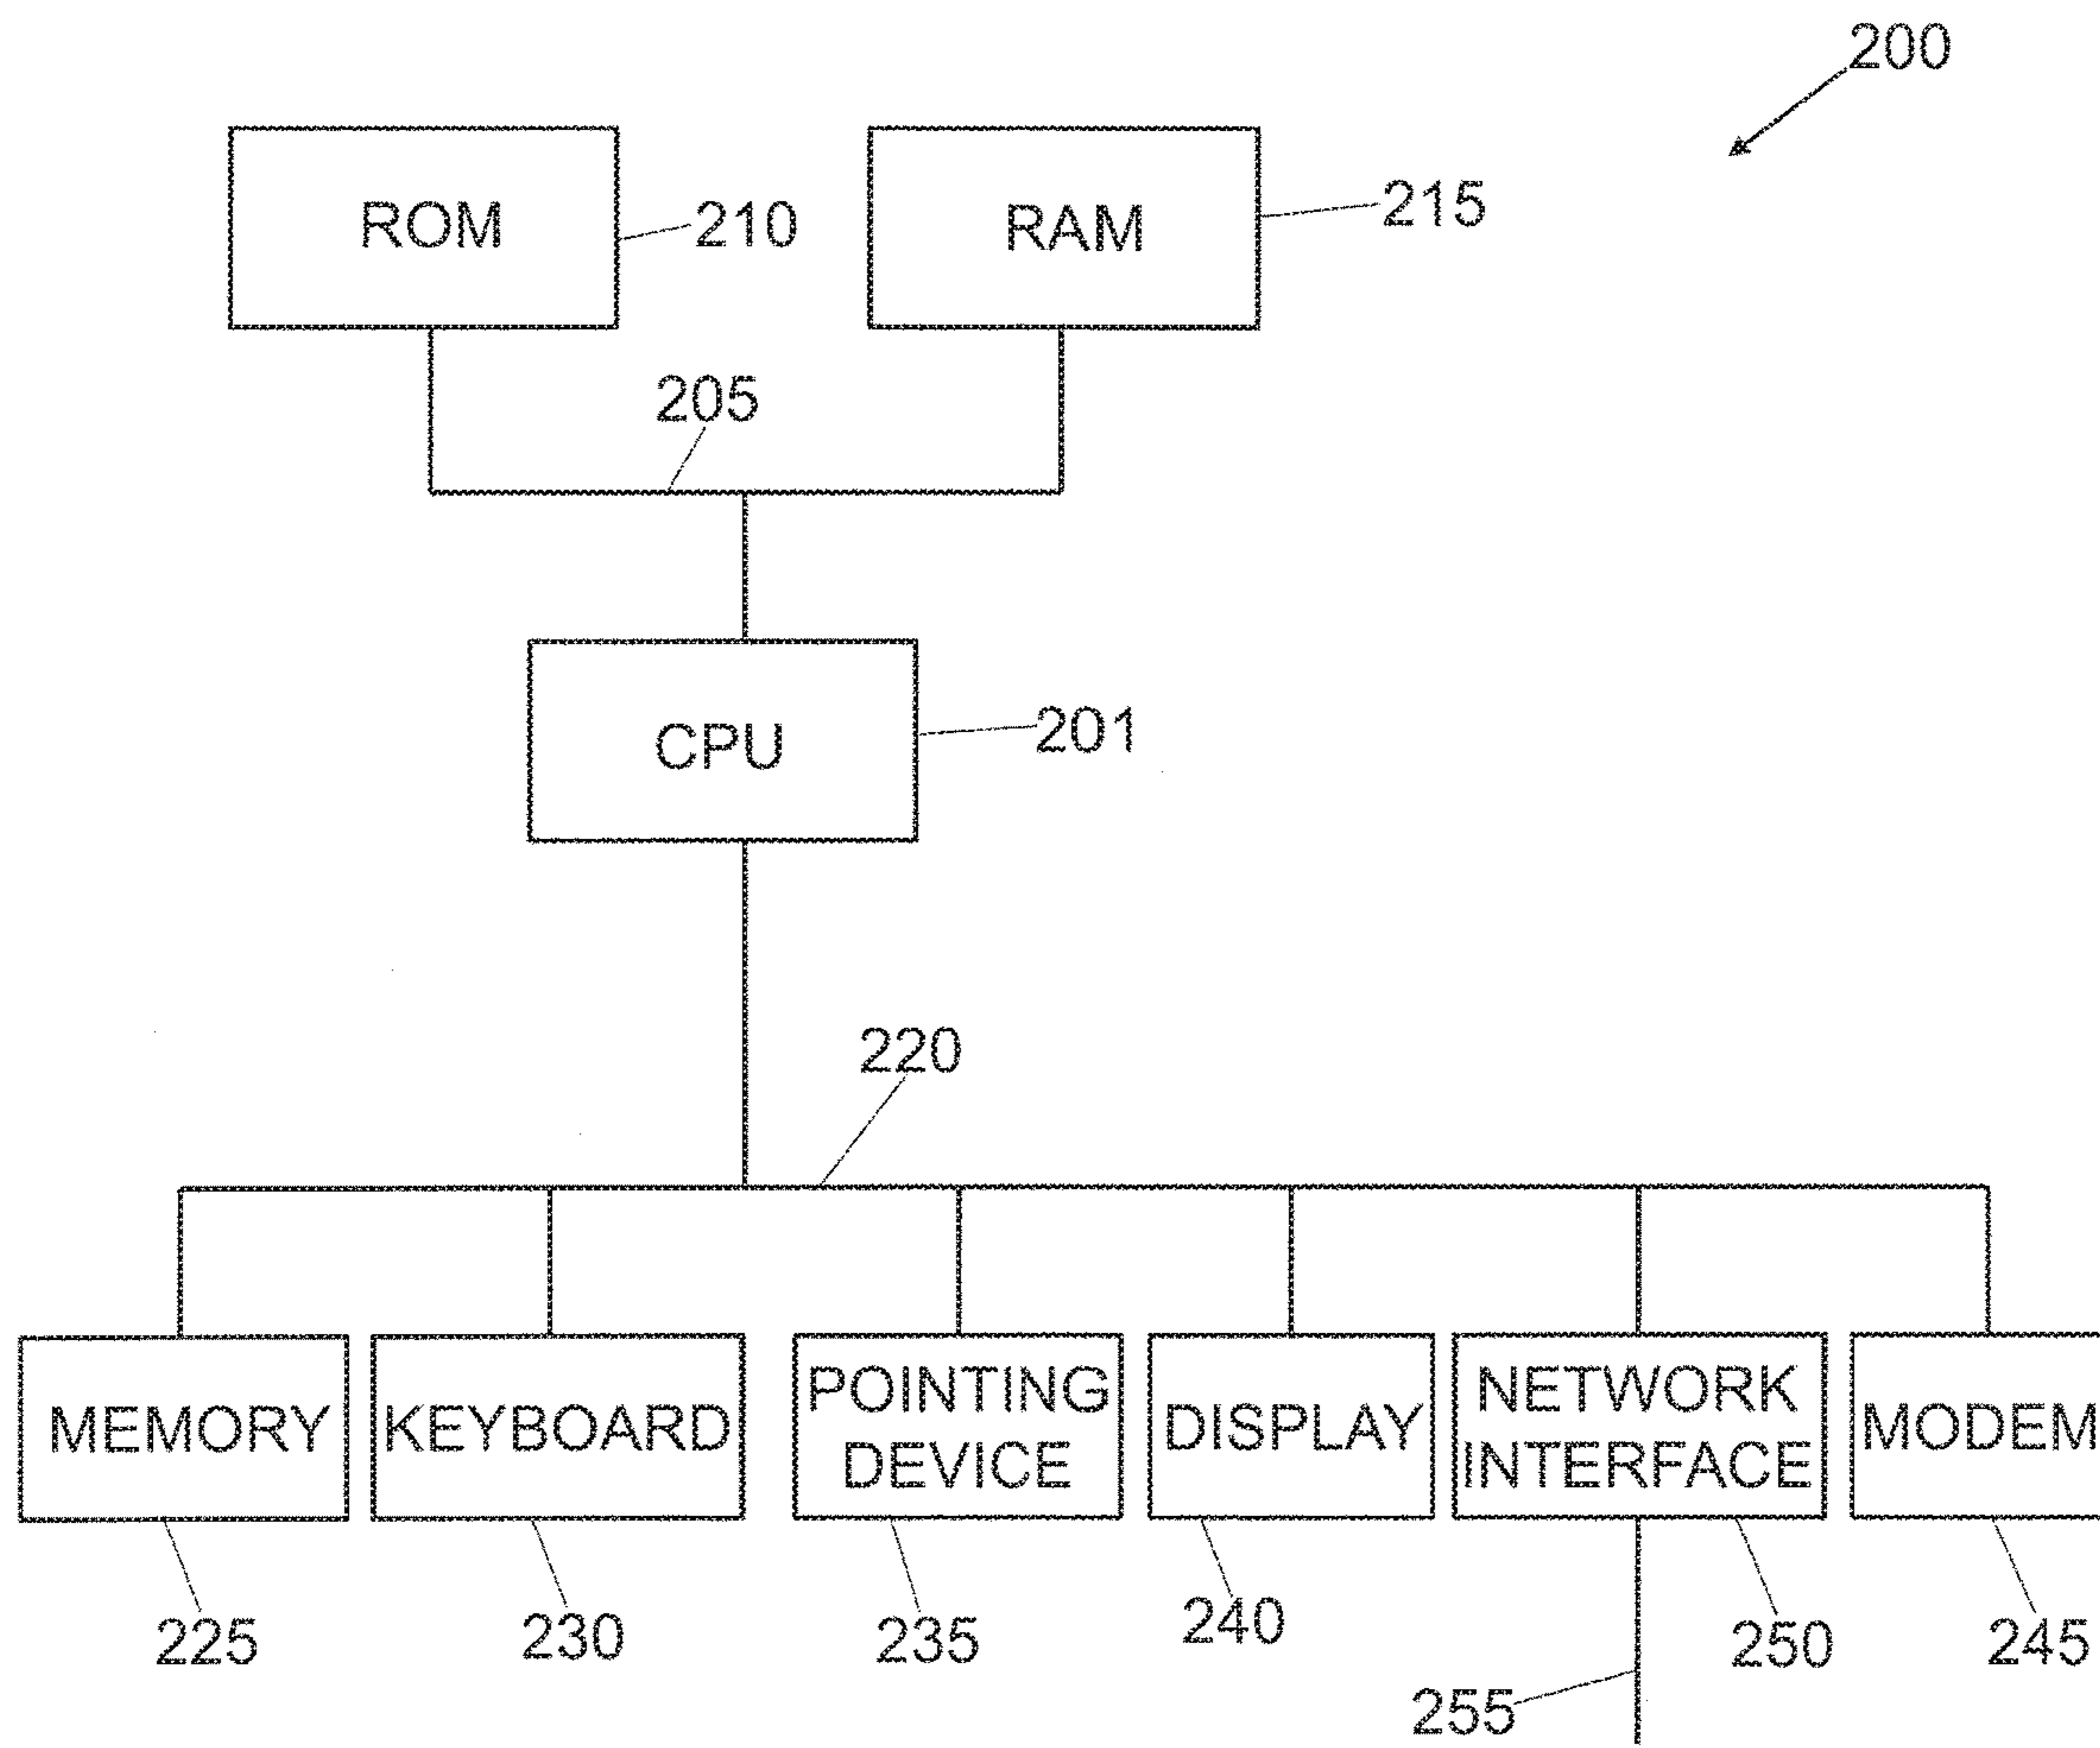 200
ROM
210
RAM
215
205
CPU
201
220
MEMORY
KEYBOARD
POINTING
DEVICE
DISPLAY
NETWORK
INTERFACE
MODEM
225
230
235
240
250
245
255